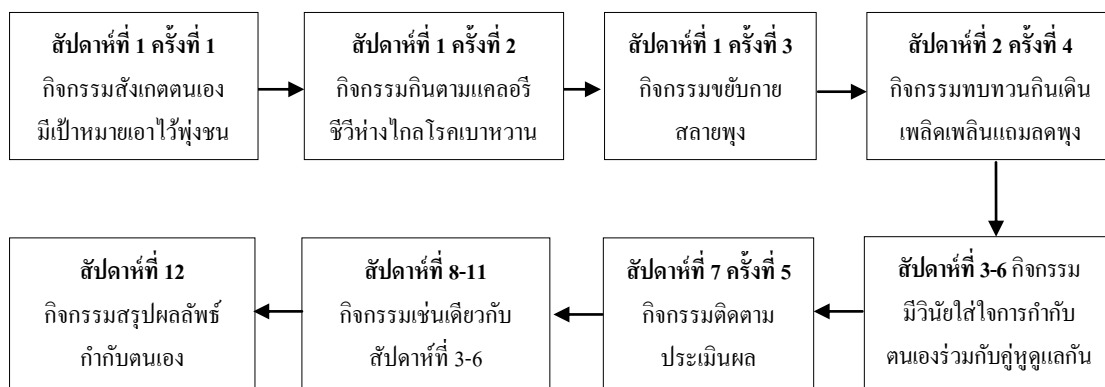 สัปดาห์ที่ 1 ครั้งที่ 1
กิจกรรมสังเกตตนเอง
มีเป้าหมายเอาไว้พุ่งชน
สัปดาห์ที่ 1 ครั้งที่ 2
กิจกรรมกินตามแคลอรี
ชีวีห่างไกลโรคเบาหวาน
สัปดาห์ที่ 1 ครั้งที่ 3
กิจกรรมขยับกาย
สลายพุง
สัปดาห์ที่ 2 ครั้งที่ 4
กิจกรรมทบทวนกินเดิน
เพลิดเพลินแถมลดพุง
สัปดาห์ที่ 3-6 กิจกรรม
มีวินัยใส่ใจการกำกับ
ตนเองร่วมกับคู่หูดูแลกัน
สัปดาห์ที่ 7 ครั้งที่ 5
กิจกรรมติดตาม
ประเมินผล
สัปดาห์ที่ 8-11
กิจกรรมเช่นเดียวกับ
สัปดาห์ที่ 3-6
สัปดาห์ที่ 12
กิจกรรมสรุปผลลัพธ์
กำกับตนเอง